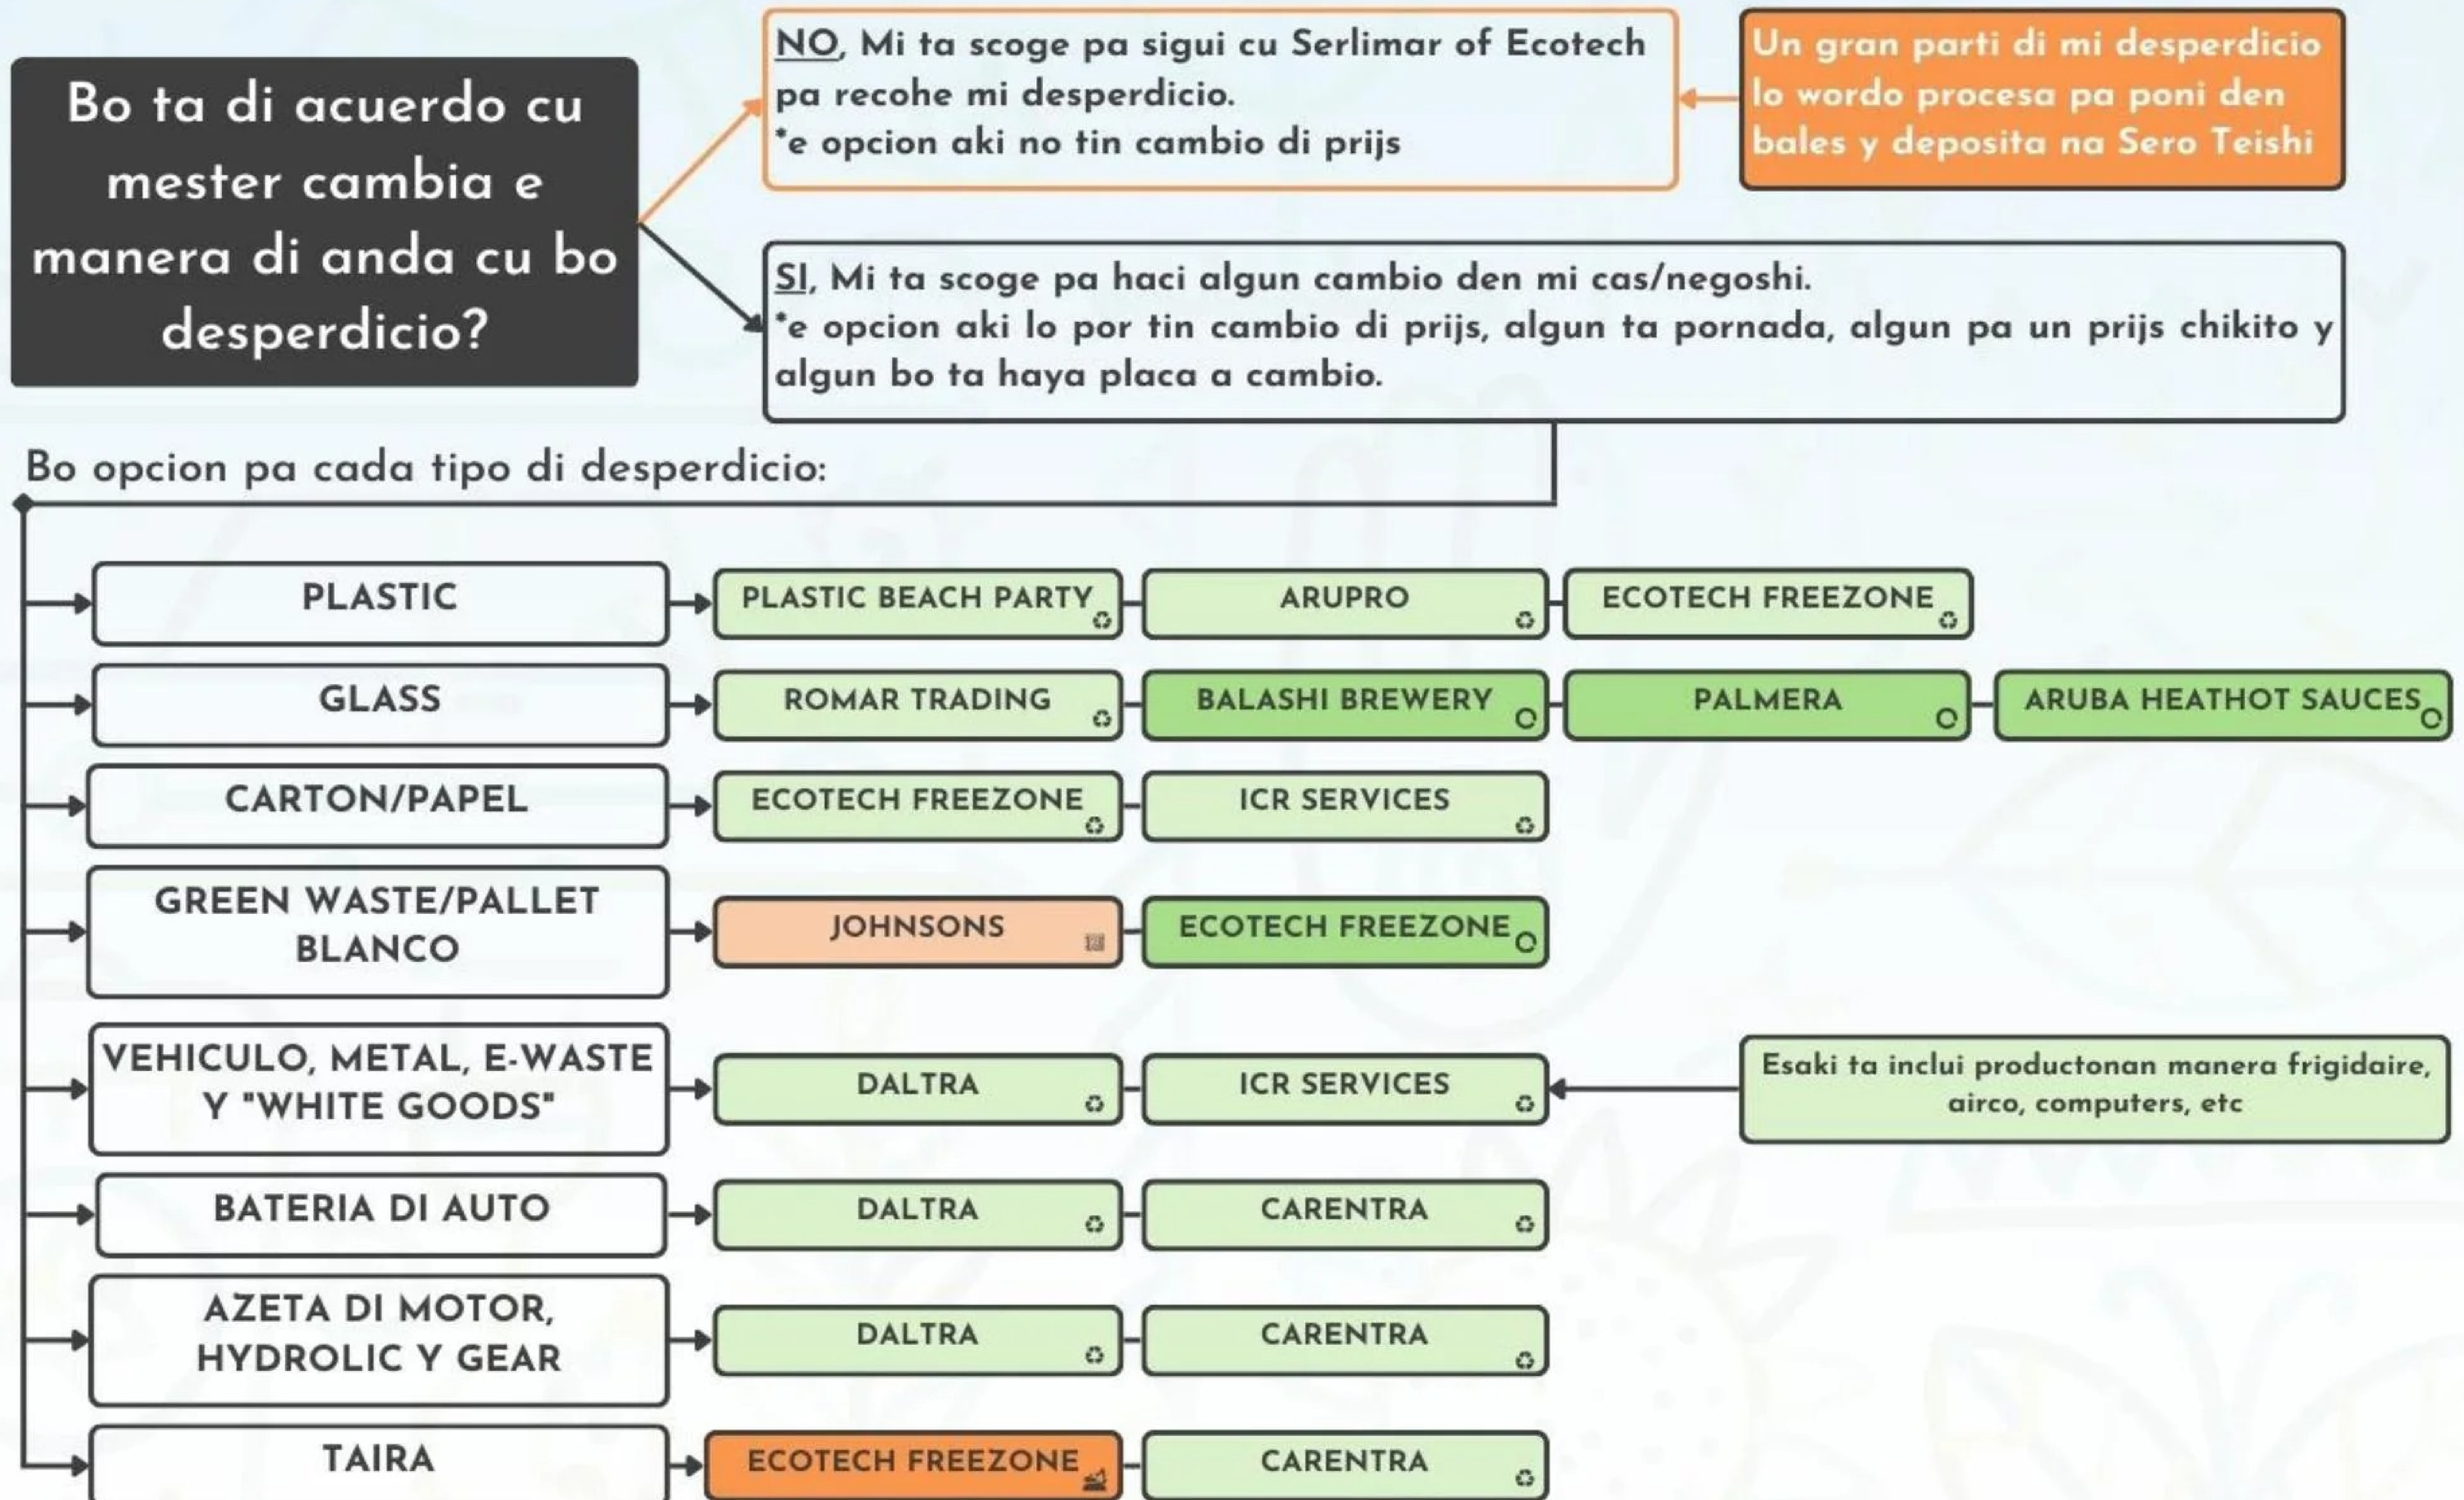 Bo ta di acuerdo cu
mester cambia e
manera di anda cu bo
desperdicio?
NO, Mi ta scoge pa sigui cu Serlimar of Ecotech
pa recohe mi desperdicio.
*e opcion aki no tin cambio di prijs
Un gran parti di mi desperdicio
lo wordo procesa pa poni den
bales y deposita na Sero Teishi
SI, Mi ta scoge pa haci algun cambio den mi cas/negoshi.
*e opcion aki lo por tin cambio di prijs, algun ta pornada, algun pa un prijs chikito y
algun bo ta haya placa a cambio.
Bo opcion pa cada tipo di desperdicio:
PLASTIC
PLASTIC BEACH PARTY
ARUPRO
ECOTECH FREEZONE
GLASS
ROMAR TRADING
BALASHI BREWERY
PALMERA
ARUBA HEATHOT SAUCES
CARTON/PAPEL
ECOTECH FREEZONE
ICR SERVICES
GREEN WASTE/PALLET
BLANCO
JOHNSONS
ECOTECH FREEZONE
VEHICULO, METAL, E-WASTE
Y "WHITE GOODS"
DALTRA
ICR SERVICES
Esaki ta inclui productonan manera frigidaire,
airco, computers, etc
BATERIA DI AUTO
DALTRA
CARENTRA
AZETA DI MOTOR,
HYDROLIC Y GEAR
DALTRA
CARENTRA
TAIRA
ECOTECH FREEZONE
CARENTRA